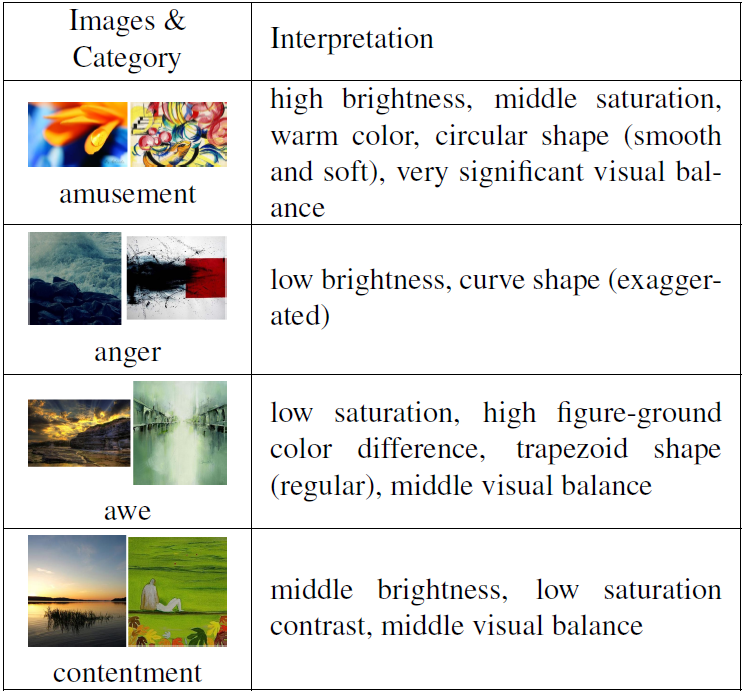 Images &
Category
Interpretation
amusement
high brightness, middle saturation,
warm color, circular shape (smooth
and soft), very significant visual bal-
ance
anger
low brightness, curve shape (exagger-
ated)
awe
low saturation, high figure-ground
color difference, trapezoid shape
(regular), middle visual balance
contentment
middle brightness, low saturation
contrast, middle visual balance